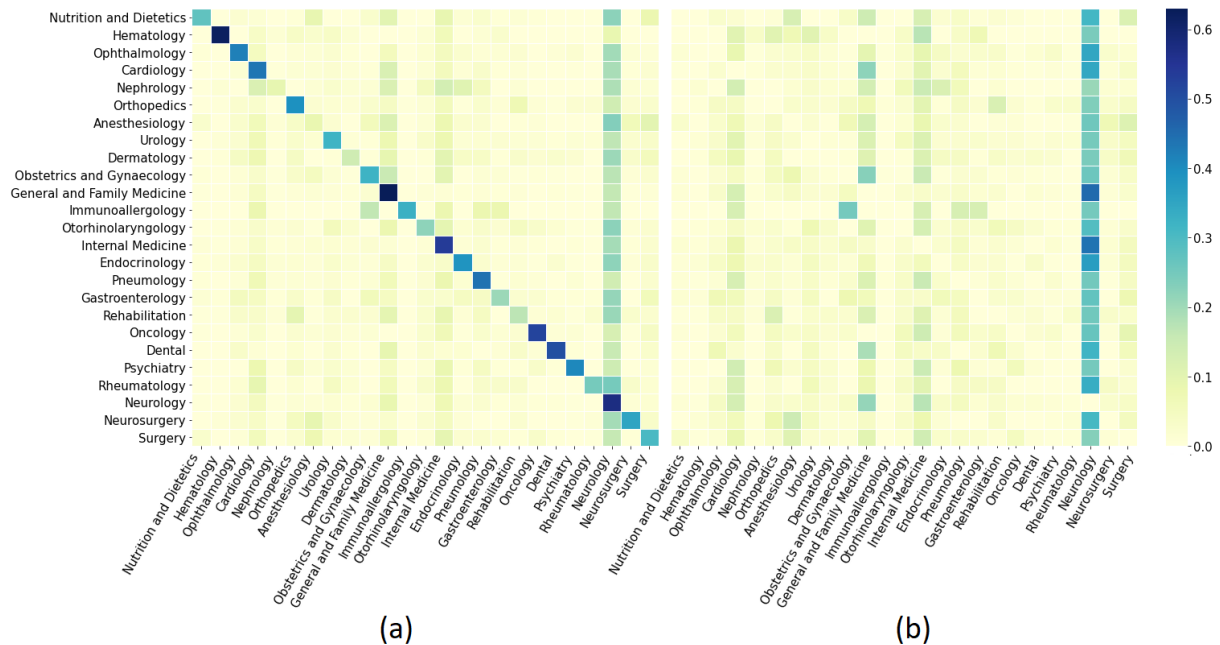 Nutrition and Dietetics
Hematology
Ophthalmology
Cardiology
Nephrology
Orthopedics
Anesthesiology
Urology
Dermatology
Obstetrics and Gynaecology
General and Family Medicine
Immunoallergology
Otorhinolaryngology
Internal Medicine
Endocrinology
Pneumology
Gastroenterology
Rehabilitation
Oncology
Dental
Psychiatry
Rheumatology
Neurology
Neurosurgery
Surgery
Nutrition and Dietetics
Hematology
Ophthalmology
Cardiology
Nephrology
Orthopedics
Anesthesiology
Urology
Dermatology
Obstetrics and Gynaecology
General and Family Medicine
Immunoallergology
Otorhinolaryngology
Internal Medicine
Endocrinology
Pneumology
Gastroenterology
Rehabilitation
Oncology
Dental
Psychiatry
Rheumatology
Neurology
Neurosurgery
Surgery
(a)
Nutrition and Dietetics
Hematology
Ophthalmology
Cardiology
Nephrology
Orthopedics
Anesthesiology
Urology
Dermatology
Obstetrics and Gynaecology
General and Family Medicine
Immunoallergology
Otorhinolaryngology
Internal Medicine
Endocrinology
Pneumology
Gastroenterology
Rehabilitation
Oncology
Dental
Psychiatry
Rheumatology
Neurology
Neurosurgery
Surgery
(b)
0.6
0.5
0.4
0.3
0.2
0.1
0.0